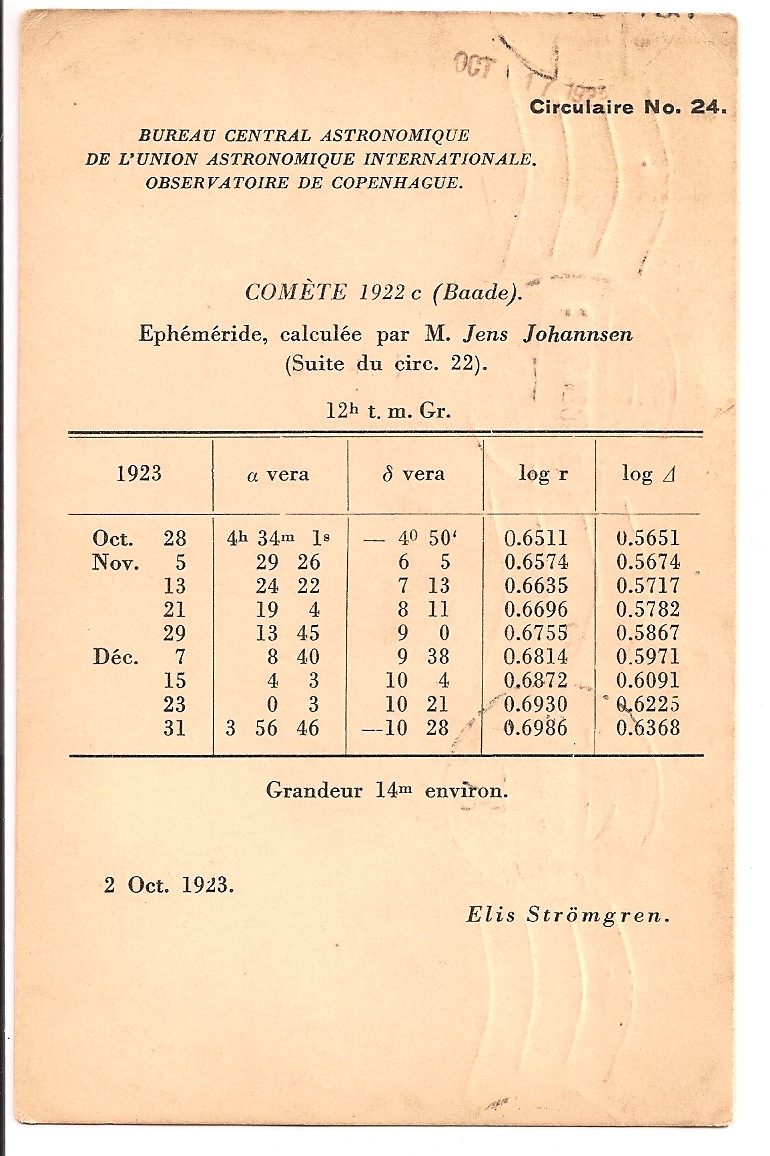 OCT 17 1923
Circulaire No. 24.
BUREAU CENTRAL ASTRONOMIQUE
DE L'UNION ASTRONOMIQUE INTERNATIONALE.
OBSERVATOIRE DE COPENHAGUE.
COMÈTE 1922 c (Baade).
Ephéméride, calculée par M. Jens Johannsen
(Suite du circ. 22).
12h t. m. Gr.
1923 α vera δ vera log r log Δ
Oct. 28 4h 34m 1s — 4⁰ 50‘ 0.6511 0.5651
Nov. 5 29 26 6 5 0.6574 0.5674
13 24 22 7 13 0.6635 0.5717
21 19 4 8 11 0.6696 0.5782
29 13 45 9 0 0.6755 0.5867
Déc. 7 8 40 9 38 0.6814 0.5971
15 4 3 10 4 0.6872 0.6091
23 0 3 10 21 0.6930 0.6225
31 3 56 46 —10 28 0.6986 0.6368
Grandeur 14m environ.
2 Oct. 1923.
Elis Strömgren.